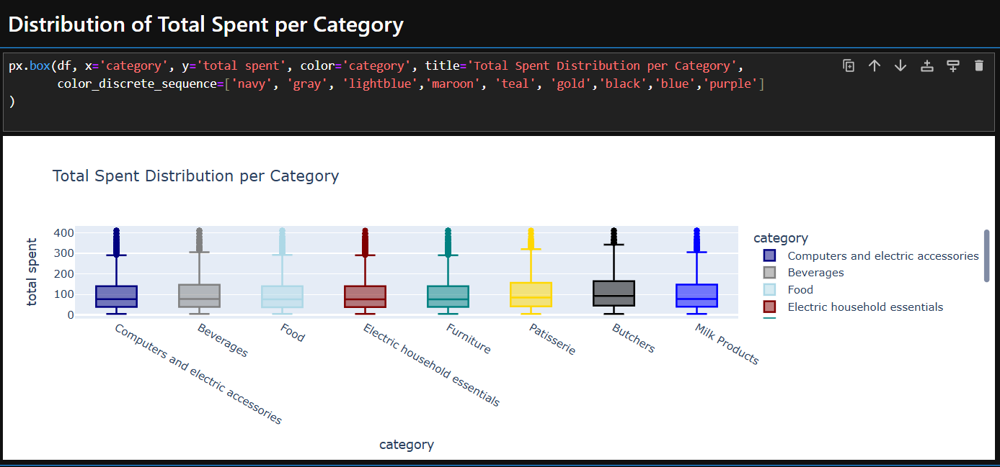 Distribution of Total Spent per Category
px.box(df, x='category', y='total spent', color='category', title='Total Spent Distribution per Category',
color_discrete_sequence=['navy', 'gray', 'lightblue','maroon', 'teal', 'gold','black','blue','purple']
)
Total Spent Distribution per Category
total spent
400
300
200
100
0
Computers and electric accessories
Beverages
Food
Electric household essentials
Furniture
Patisserie
Butchers
Milk Products
category
category
Computers and electric accessories
Beverages
Food
Electric household essentials